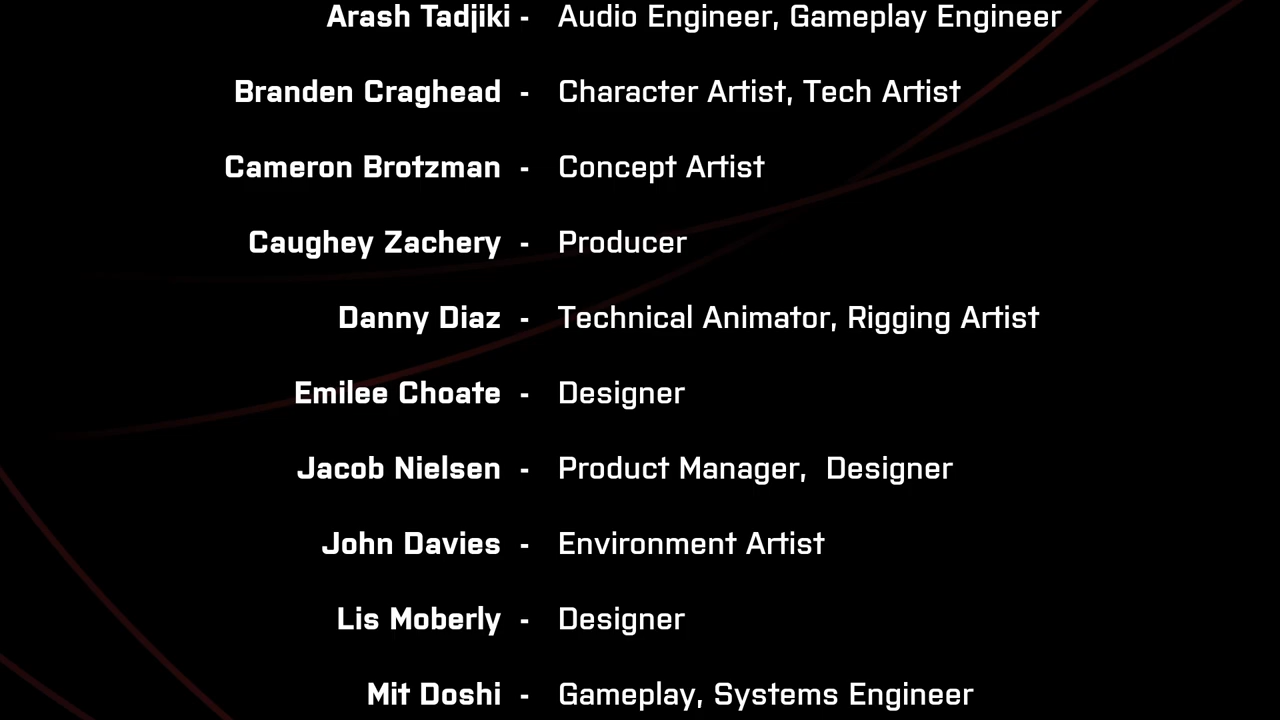 Arash Tadjiki - Audio Engineer, Gameplay Engineer
Branden Craghead - Character Artist, Tech Artist
Cameron Brotzman - Concept Artist
Caughey Zachery - Producer
Danny Diaz - Technical Animator, Rigging Artist
Emilee Choate - Designer
Jacob Nielsen - Product Manager, Designer
John Davies - Environment Artist
Lis Moberly - Designer
Mit Doshi - Gameplay, Systems Engineer